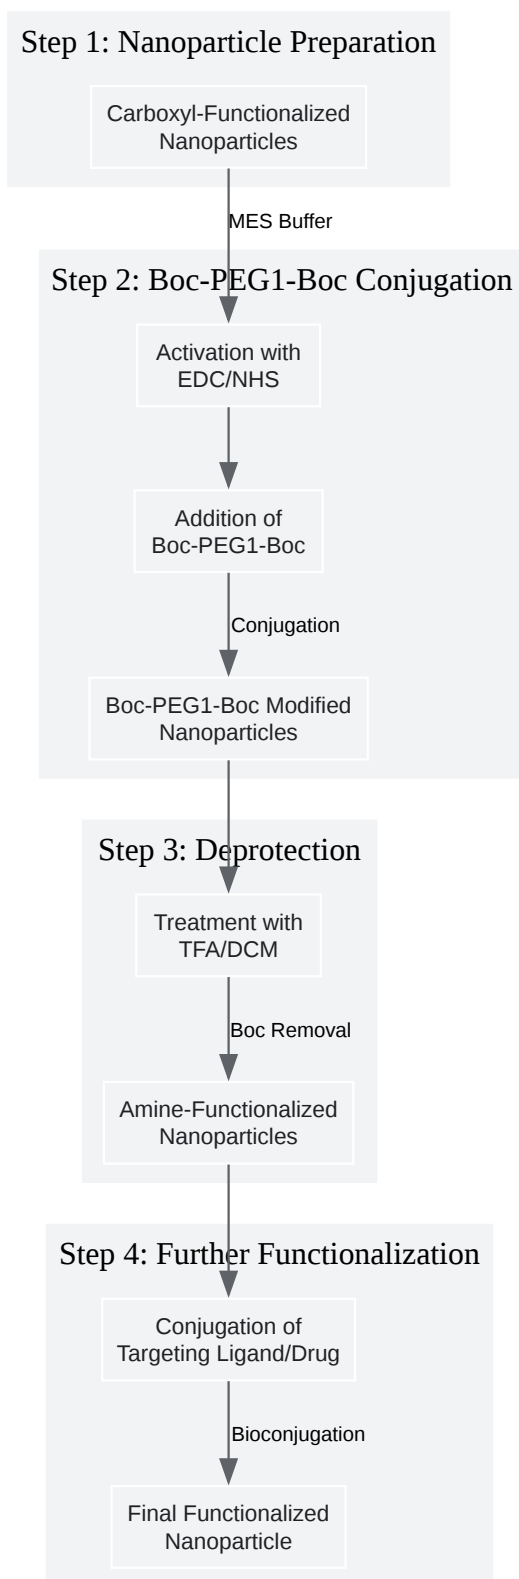 Step 1: Nanoparticle Preparation
Carboxyl-Functionalized
Nanoparticles
MES Buffer
Step 2: Boc-PEG1-Boc Conjugation
Activation with
EDC/NHS
Addition of
Boc-PEG1-Boc
Conjugation
Boc-PEG1-Boc Modified
Nanoparticles
Step 3: Deprotection
Treatment with
TFA/DCM
Boc Removal
Amine-Functionalized
Nanoparticles
Step 4: Further Functionalization
Conjugation of
Targeting Ligand/Drug
Bioconjugation
Final Functionalized
Nanoparticle